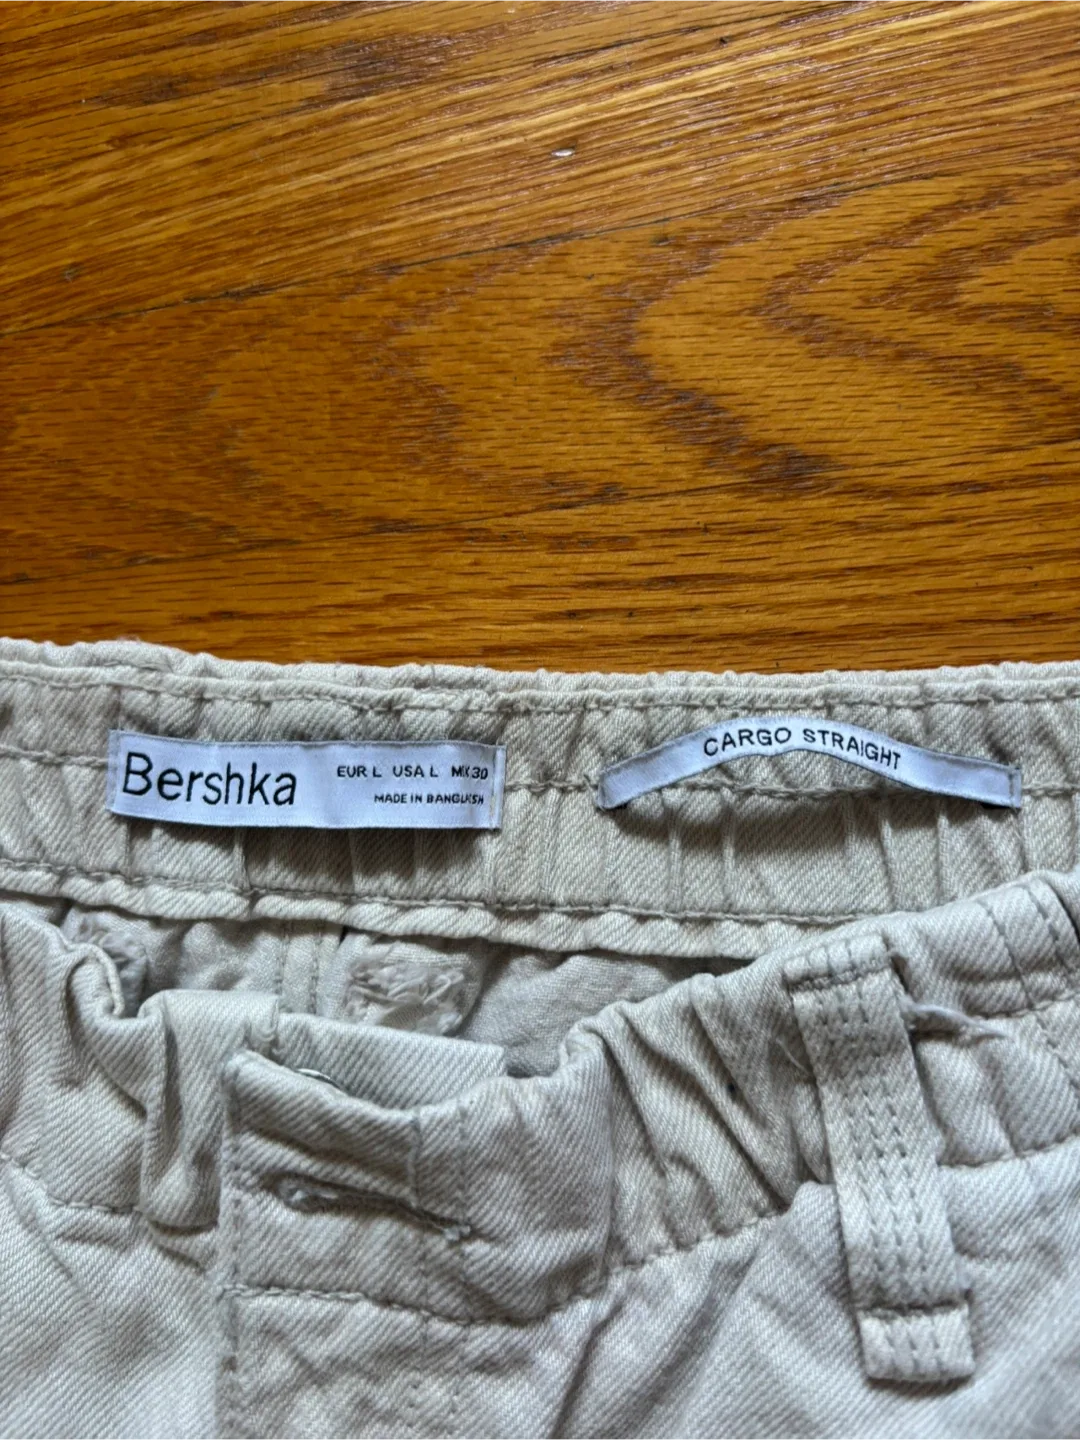 Bershka
EUR L USA L MX 30
MADE IN BANGLADESH
CARGO STRAIGHT